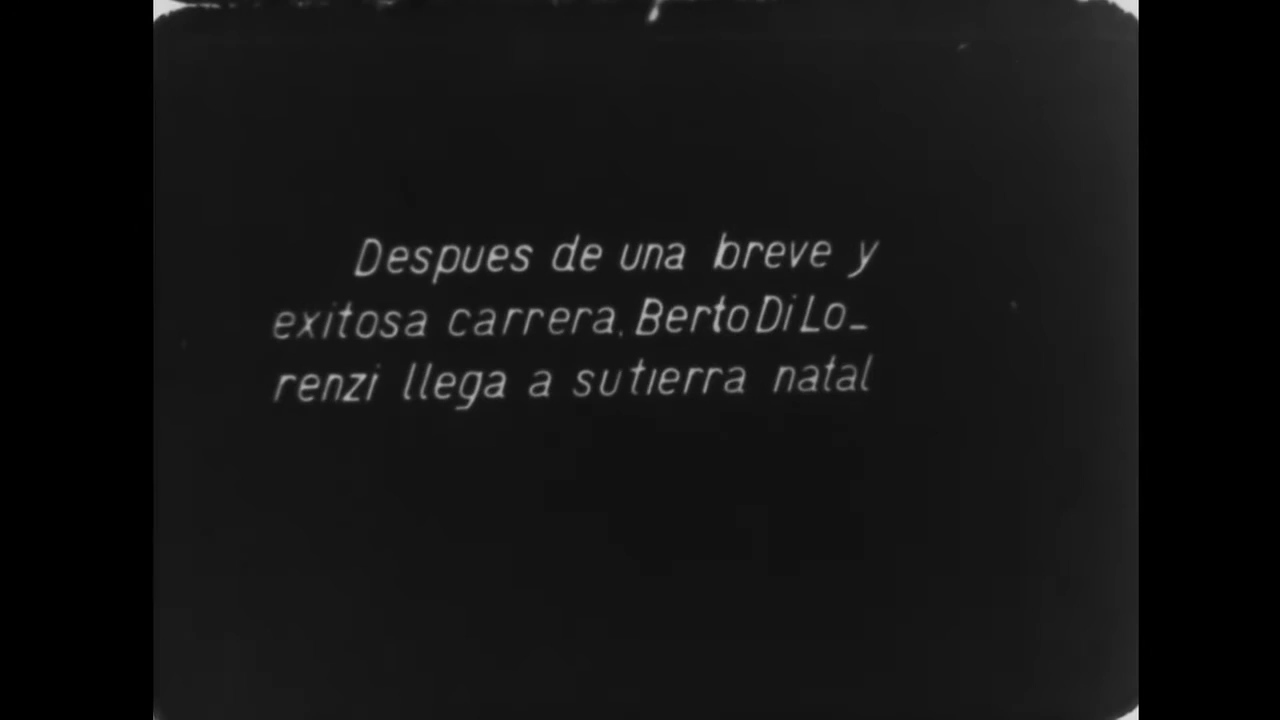 Despues de una breve y
exitosa carrera, Berto Di Lo_
renzi llega a su tierra natal